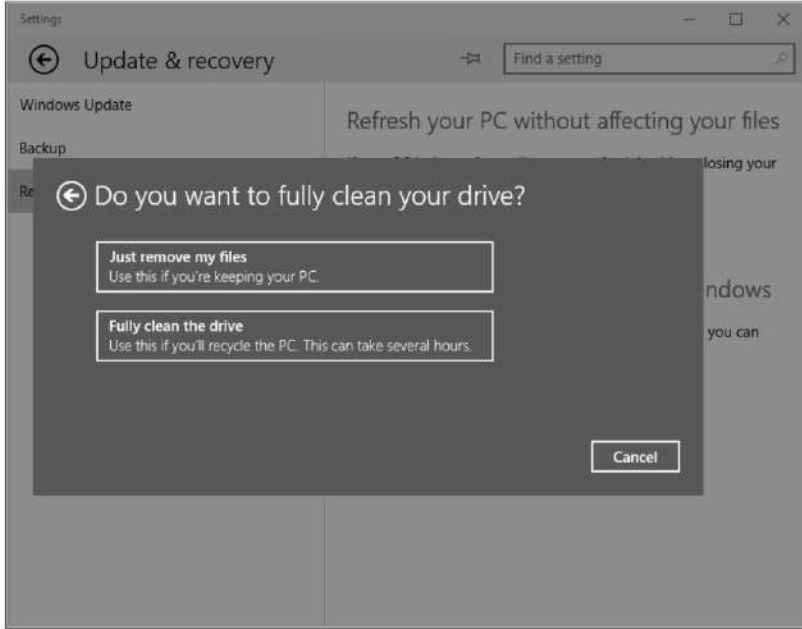 Settings
Update & recovery
Find a setting
Windows Update
Backup
Refresh your PC without affecting your files
losing your
Do you want to fully clean your drive?
Just remove my files
Use this if you're keeping your PC.
ndows
Fully clean the drive
Use this if you'll recycle the PC. This can take several hours.
you can
Cancel